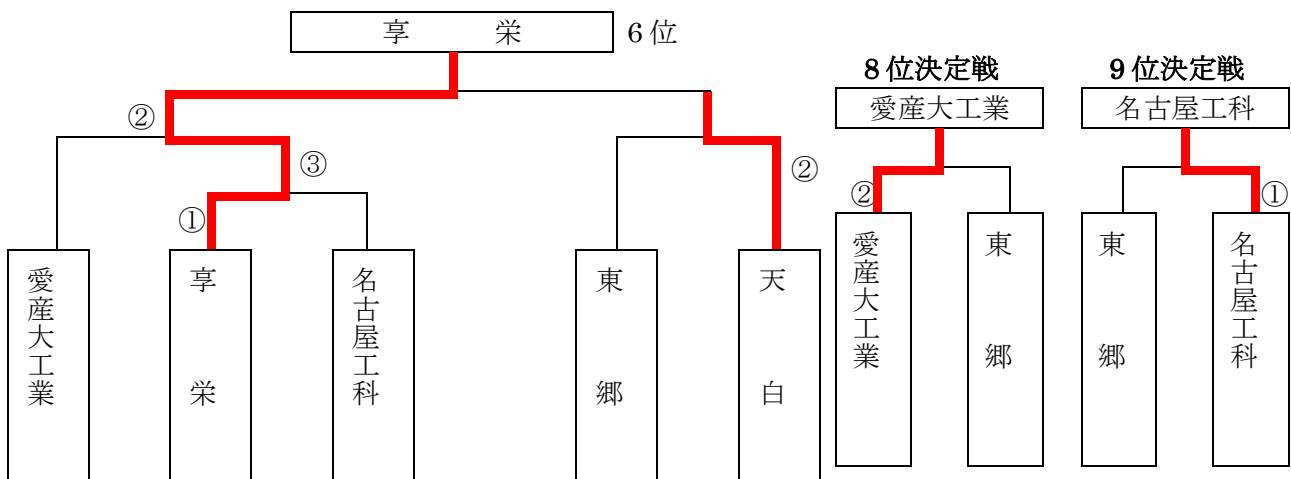 享　栄　6位
8位決定戦　9位決定戦
愛産大工業　名古屋工科
②
③
②
①
②
①
愛産大工業
享　栄
名古屋工科
東　郷
天　白
愛産大工業
東　郷
東　郷
名古屋工科